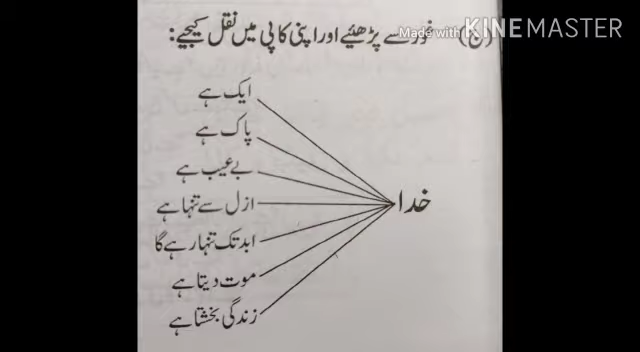 (ج) غور سے پڑھئیے اور اپنی کاپی میں نقل کیجیے:
Made with KINEMASTER
خدا
ایک ہے
پاک ہے
بے عیب ہے
ازل سے تنہا ہے
ابد تک تنہا رہے گا
موت دیتا ہے
زندگی بخشتا ہے